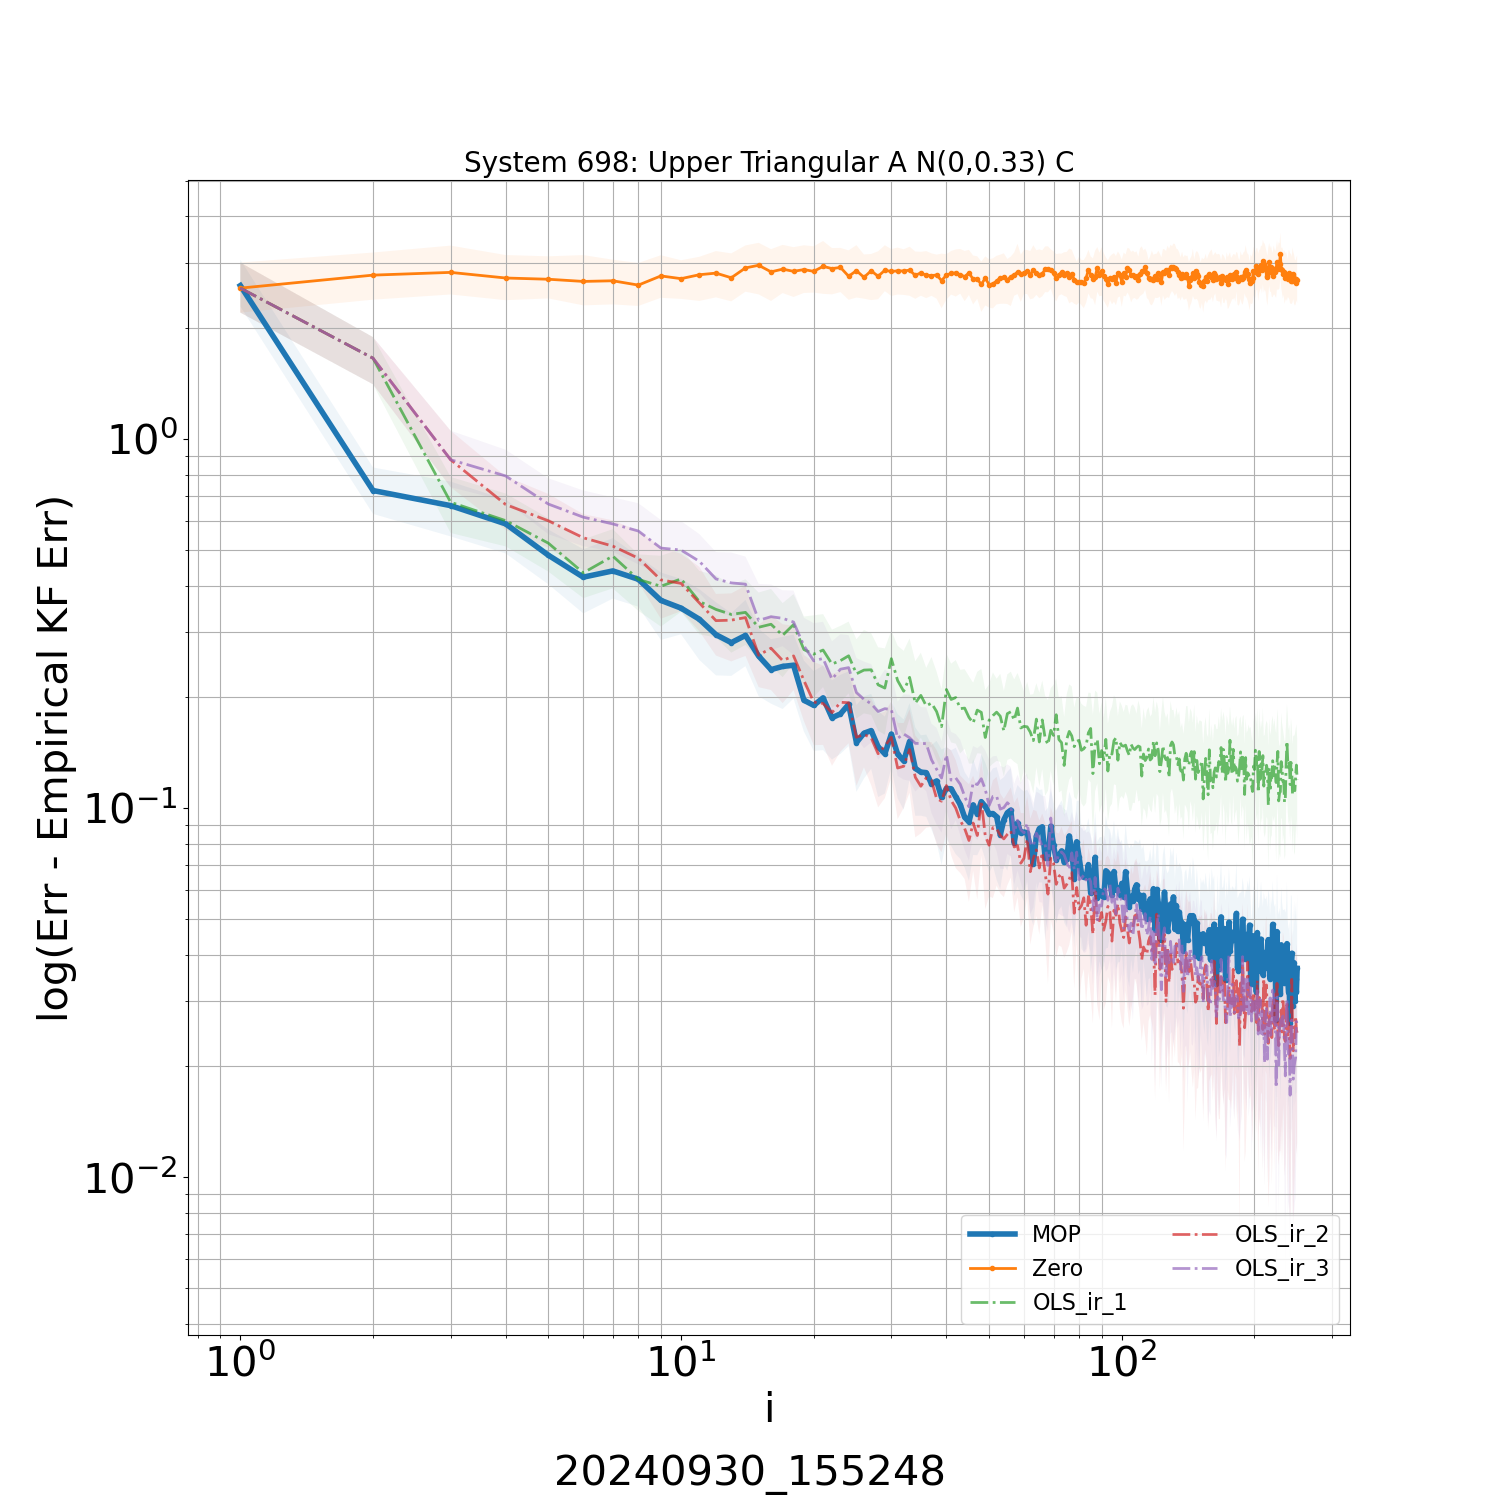 System 698: Upper Triangular A N(0,0.33) C
log(Err - Empirical KF Err)
10⁰
10⁻¹
10⁻²
10⁰
10¹
10²
i
20240930_155248
MOP
Zero
OLS_ir_1
OLS_ir_2
OLS_ir_3